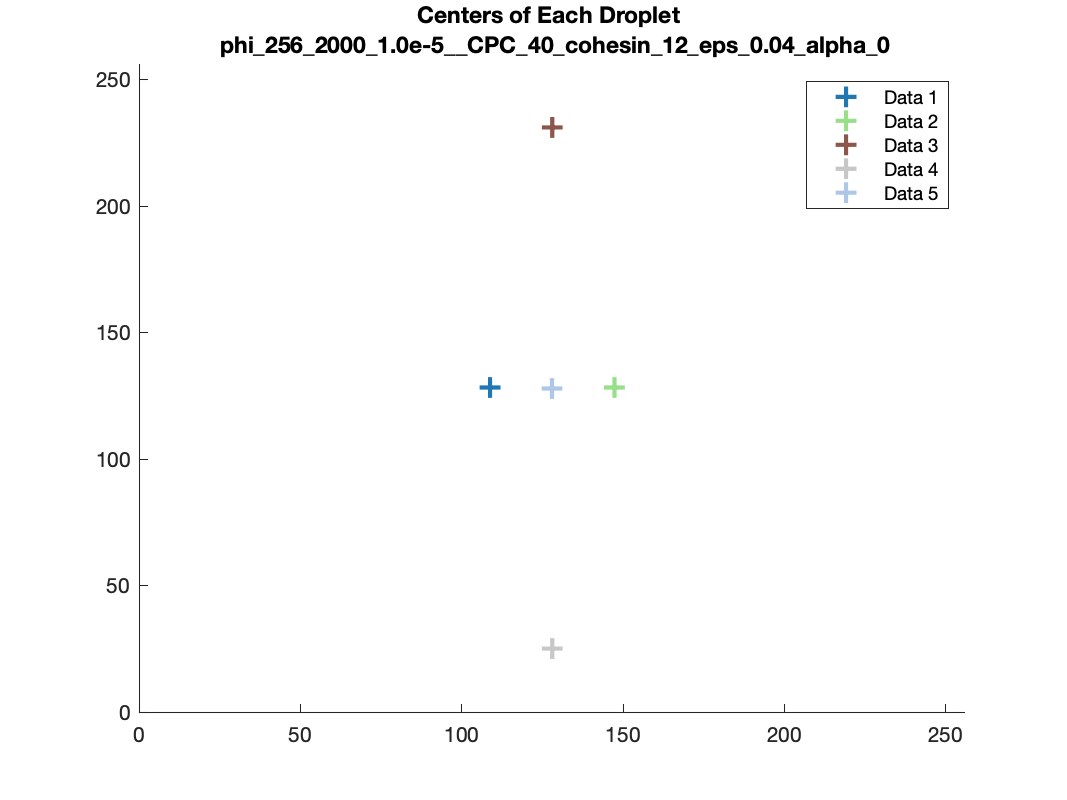 Centers of Each Droplet
phi_256_2000_1.0e-5__CPC_40_cohesin_12_eps_0.04_alpha_0
250
200
150
100
50
0
0 50 100 150 200 250
Data 1
Data 2
Data 3
Data 4
Data 5